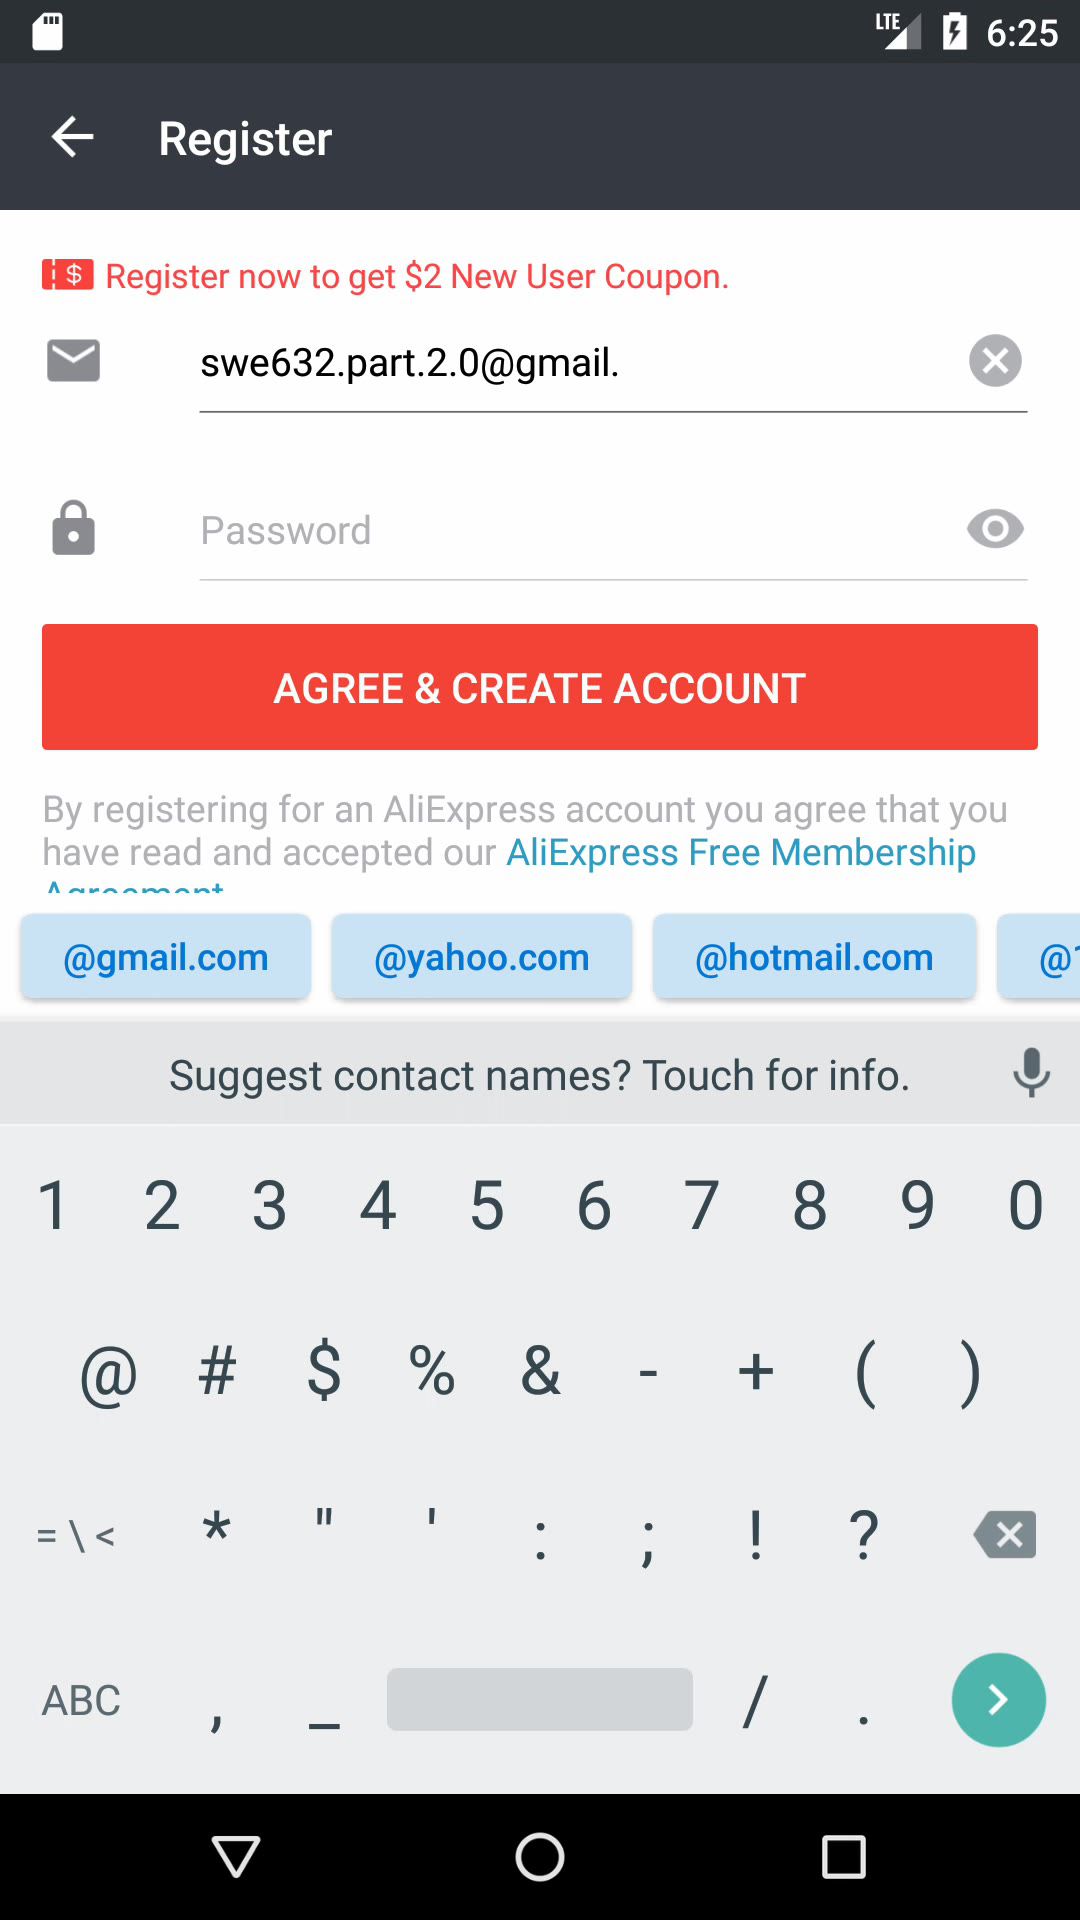 LTE 6:25
Register
$ Register now to get $2 New User Coupon.
swe632.part.2.0@gmail.
Password
AGREE & CREATE ACCOUNT
By registering for an AliExpress account you agree that you
have read and accepted our AliExpress Free Membership
Agreement
@gmail.com @yahoo.com @hotmail.com @1
Suggest contact names? Touch for info.
1 2 3 4 5 6 7 8 9 0
@ # $ % & - + ( )
= \ < * " ' : ; ! ?
ABC , _ / .